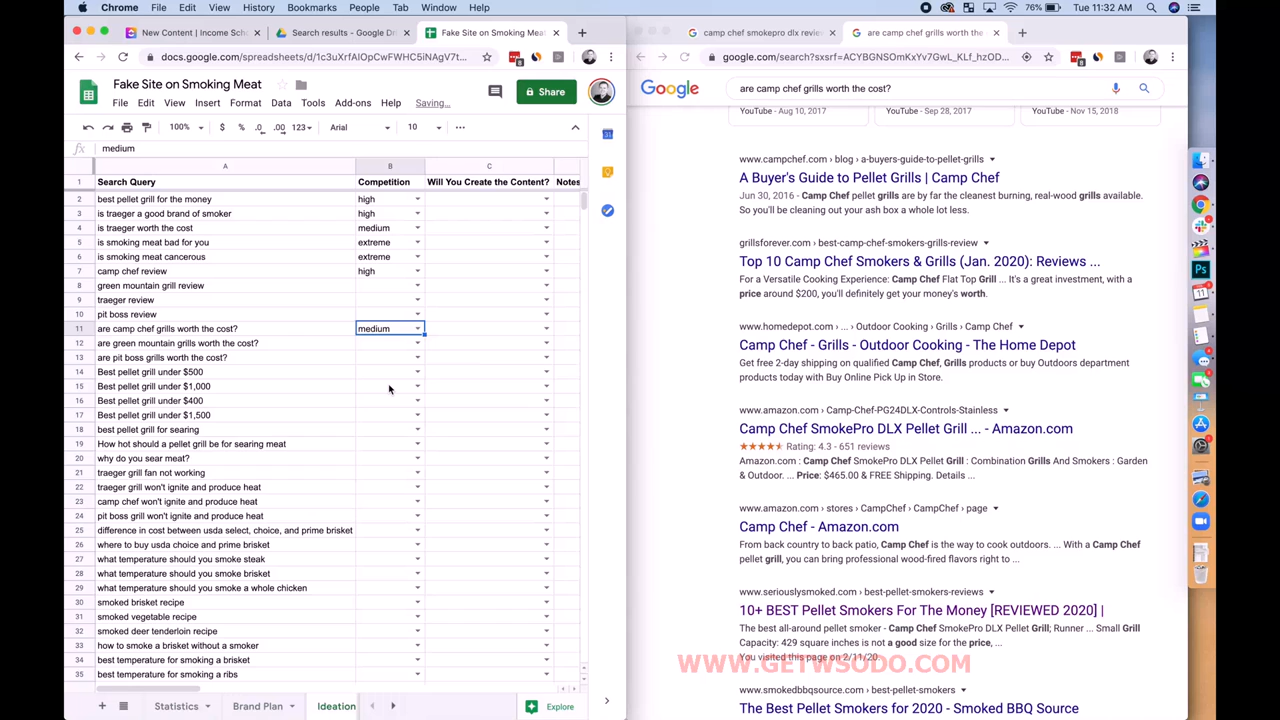 Chrome File Edit View History Bookmarks People Tab Window Help
76% Tue 11:32 AM
New Content | Income Scho
Search results - Google Dr
Fake Site on Smoking Meat
camp chef smokepro dlx review
are camp chef grills worth the
docs.google.com/spreadsheets/d/1c3uXrfAIOpCwFWHC5iNAgV7t...
google.com/search?sxsrf=ACYBGNSOmKxYv7GwL_KLf_hzOD...
Fake Site on Smoking Meat
File Edit View Insert Format Data Tools Add-ons Help Saving...
Share
100% $ % .0 .00 123 Arial 10
fx medium
A B C
1 Search Query Competition Will You Create the Content? Notes
2 best pellet grill for the money high
3 is traeger a good brand of smoker high
4 is traeger worth the cost medium
5 is smoking meat bad for you extreme
6 is smoking meat cancerous extreme
7 camp chef review high
8 green mountain grill review
9 traeger review
10 pit boss review
11 are camp chef grills worth the cost? medium
12 are green mountain grills worth the cost?
13 are pit boss grills worth the cost?
14 Best pellet grill under $500
15 Best pellet grill under $1,000
16 Best pellet grill under $400
17 Best pellet grill under $1,500
18 best pellet grill for searing
19 How hot should a pellet grill be for searing meat
20 why do you sear meat?
21 traeger grill fan not working
22 traeger grill won't ignite and produce heat
23 camp chef won't ignite and produce heat
24 pit boss grill won't ignite and produce heat
25 difference in cost between usda select, choice, and prime brisket
26 where to buy usda choice and prime brisket
27 what temperature should you smoke steak
28 what temperature should you smoke brisket
29 what temperature should you smoke a whole chicken
30 smoked brisket recipe
31 smoked vegetable recipe
32 smoked deer tenderloin recipe
33 how to smoke a brisket without a smoker
34 best temperature for smoking a brisket
35 best temperature for smoking a ribs
Statistics Brand Plan Ideation Explore
Google
are camp chef grills worth the cost?
YouTube - Aug 10, 2017
YouTube - Sep 28, 2017
YouTube - Nov 15, 2018
www.campchef.com › blog › a-buyers-guide-to-pellet-grills
A Buyer's Guide to Pellet Grills | Camp Chef
Jun 30, 2016 - Camp Chef pellet grills are by far the cleanest burning, real-wood grills available.
So you'll be cleaning out your ash box a whole lot less.
grillsforever.com › best-camp-chef-smokers-grills-review
Top 10 Camp Chef Smokers & Grills (Jan. 2020): Reviews ...
For a Versatile Cooking Experience: Camp Chef Flat Top Grill ... It's a great investment, with a
price around $200, you'll definitely get your money's worth.
www.homedepot.com › ... › Outdoor Cooking › Grills › Camp Chef
Camp Chef - Grills - Outdoor Cooking - The Home Depot
Get free 2-day shipping on qualified Camp Chef, Grills products or buy Outdoors department
products today with Buy Online Pick Up in Store.
www.amazon.com › Camp-Chef-PG24DLX-Controls-Stainless
Camp Chef SmokePro DLX Pellet Grill ... - Amazon.com
Rating: 4.3 - 651 reviews
Amazon.com : Camp Chef SmokePro DLX Pellet Grill : Combination Grills And Smokers : Garden
& Outdoor. ... Price: $465.00 & FREE Shipping. Details ...
www.amazon.com › stores › CampChef › CampChef › page
Camp Chef - Amazon.com
From back country to back patio, Camp Chef is the way to cook outdoors. ... With a Camp Chef
pellet grill, you can bring professional wood-fired flavors right to ...
www.seriouslysmoked.com › best-pellet-smokers-reviews
10+ BEST Pellet Smokers For The Money [REVIEWED 2020] |
The best all-around pellet smoker - Camp Chef SmokePro DLX Pellet Grill; Runner ... Small Grill
Capacity: 429 square inches is not a good size for the price, ...
You visited this page on 2/11/20.
WWW.GETWSODO.COM
www.smokedbbqsource.com › best-pellet-smokers
The Best Pellet Smokers for 2020 - Smoked BBQ Source